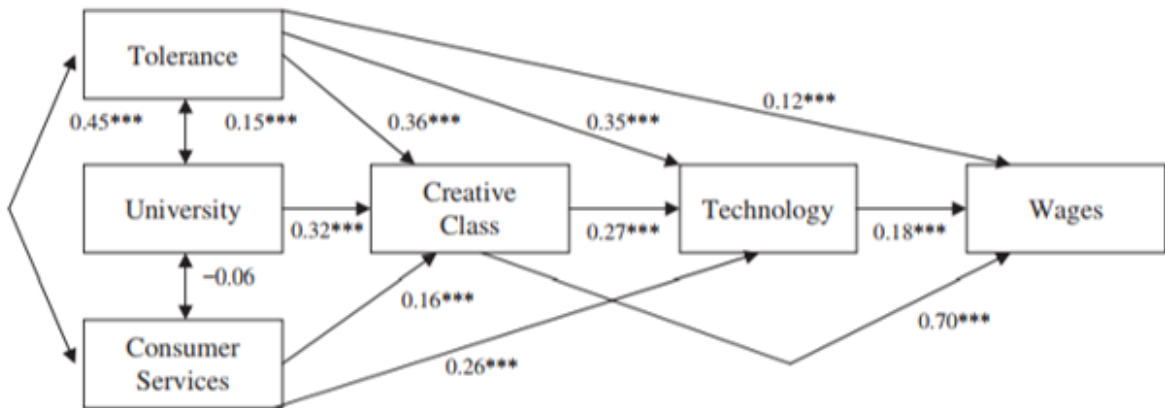 Tolerance
0.12***
0.45*** 0.15*** 0.36*** 0.35***
University
Creative
Class
Technology
Wages
0.32*** 0.27*** 0.18***
−0.06
0.16***
0.70***
Consumer
Services
0.26***